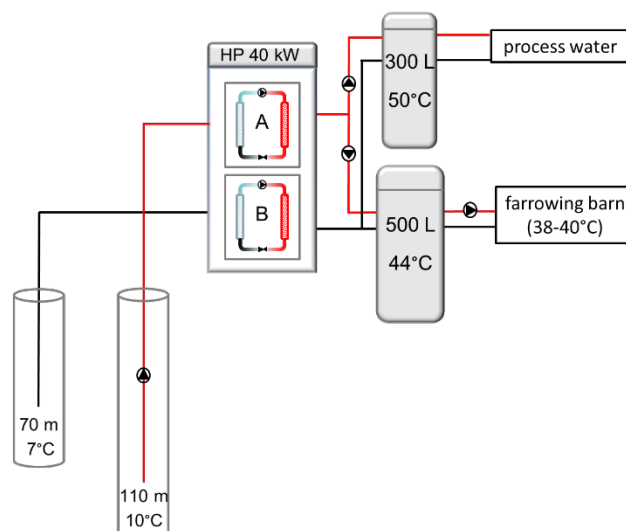 HP 40 kW
A
B
300 L
50°C
process water
500 L
44°C
farrowing barn
(38-40°C)
70 m
7°C
110 m
10°C